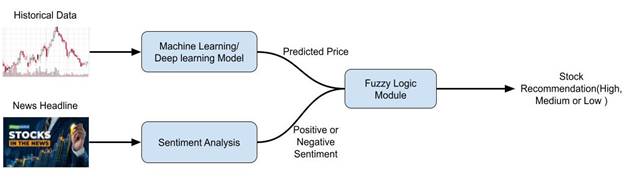 Historical Data
Machine Learning/
Deep learning Model
Predicted Price
Fuzzy Logic
Module
Stock
Recommendation(High,
Medium or Low )
News Headline
STOCKS
IN THE NEWS
Sentiment Analysis
Positive or
Negative
Sentiment